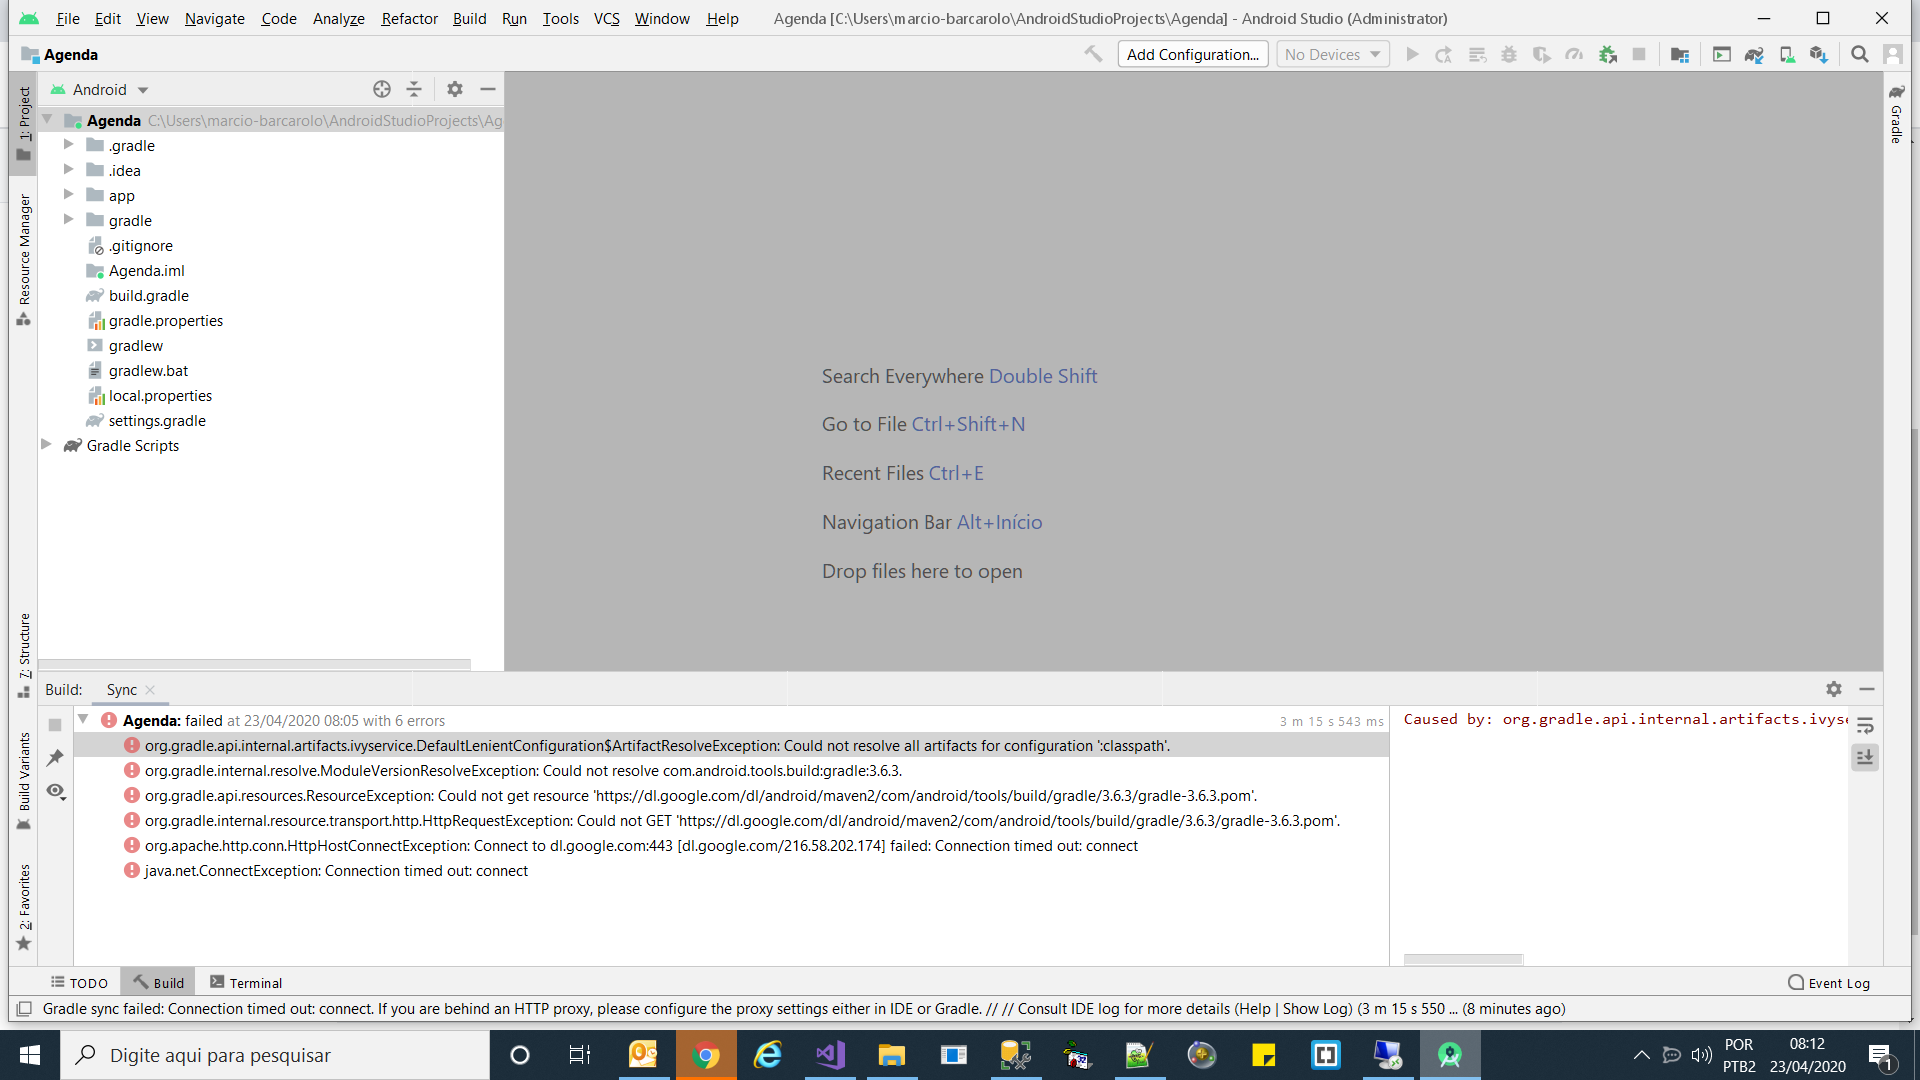 File Edit View Navigate Code Analyze Refactor Build Run Tools VCS Window Help Agenda [C:\Users\marcio-barcarolo\AndroidStudioProjects\Agenda] - Android Studio (Administrator)
Agenda
Add Configuration... No Devices
1: Project
Android
Agenda C:\Users\marcio-barcarolo\AndroidStudioProjects\Ag
.gradle
.idea
app
gradle
.gitignore
Agenda.iml
build.gradle
gradle.properties
gradlew
gradlew.bat
local.properties
settings.gradle
Gradle Scripts
Resource Manager
7: Structure
Build Variants
2: Favorites
Gradle
Search Everywhere Double Shift
Go to File Ctrl+Shift+N
Recent Files Ctrl+E
Navigation Bar Alt+Início
Drop files here to open
Build: Sync
Agenda: failed at 23/04/2020 08:05 with 6 errors 3 m 15 s 543 ms
org.gradle.api.internal.artifacts.ivyservice.DefaultLenientConfiguration$ArtifactResolveException: Could not resolve all artifacts for configuration ':classpath'.
org.gradle.internal.resolve.ModuleVersionResolveException: Could not resolve com.android.tools.build:gradle:3.6.3.
org.gradle.api.resources.ResourceException: Could not get resource 'https://dl.google.com/dl/android/maven2/com/android/tools/build/gradle/3.6.3/gradle-3.6.3.pom'.
org.gradle.internal.resource.transport.http.HttpRequestException: Could not GET 'https://dl.google.com/dl/android/maven2/com/android/tools/build/gradle/3.6.3/gradle-3.6.3.pom'.
org.apache.http.conn.HttpHostConnectException: Connect to dl.google.com:443 [dl.google.com/216.58.202.174] failed: Connection timed out: connect
java.net.ConnectException: Connection timed out: connect
Caused by: org.gradle.api.internal.artifacts.ivyse
TODO Build Terminal Event Log
Gradle sync failed: Connection timed out: connect. If you are behind an HTTP proxy, please configure the proxy settings either in IDE or Gradle. // // Consult IDE log for more details (Help | Show Log) (3 m 15 s 550 ... (8 minutes ago)
Digite aqui para pesquisar
POR
PTB2
08:12
23/04/2020
1